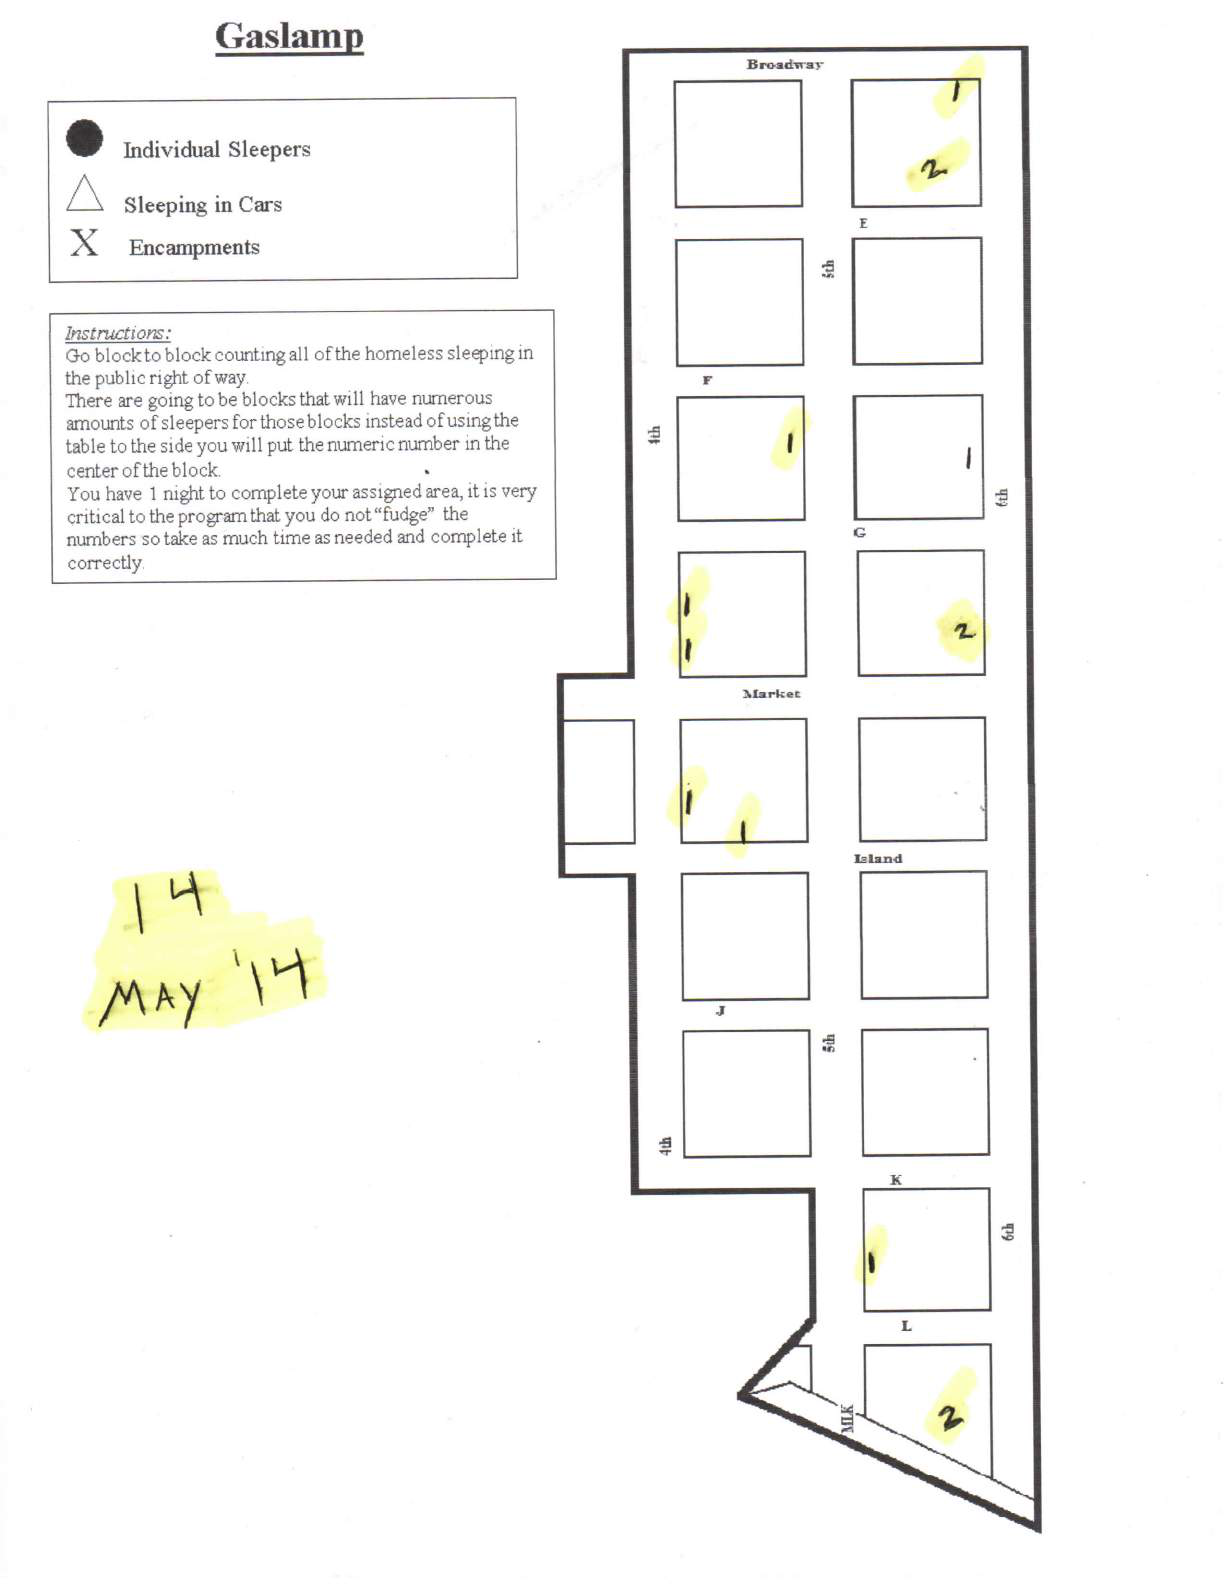 Gaslamp
Individual Sleepers
Sleeping in Cars
X Encampments
Instructions:
Go block to block counting all of the homeless sleeping in
the public right of way.
There are going to be blocks that will have numerous
amounts of sleepers for those blocks instead of using the
table to the side you will put the numeric number in the
center of the block.
You have 1 night to complete your assigned area, it is very
critical to the program that you do not "fudge" the
numbers so take as much time as needed and complete it
correctly.
14
MAY '14
Broadway
1
2
E
5th
F
4th
1
1
6th
G
1
1
2
Market
1
1
Island
J
5th
4th
K
6th
1
L
MLK
2